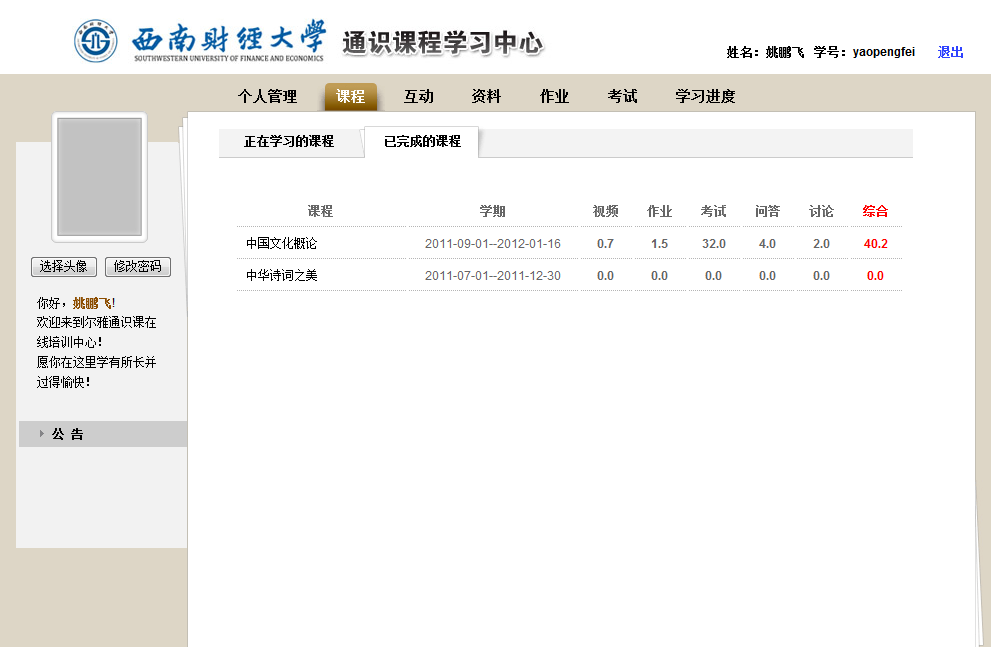 西南财经大学 通识课程学习中心
SOUTHWESTERN UNIVERSITY OF FINANCE AND ECONOMICS
姓名：姚鹏飞 学号：yaopengfei 退出
个人管理 课程 互动 资料 作业 考试 学习进度
正在学习的课程 已完成的课程
课程 学期 视频 作业 考试 问答 讨论 综合
中国文化概论 2011-09-01--2012-01-16 0.7 1.5 32.0 4.0 2.0 40.2
中华诗词之美 2011-07-01--2011-12-30 0.0 0.0 0.0 0.0 0.0 0.0
选择头像 修改密码
你好，姚鹏飞！
欢迎来到尔雅通识课在
线培训中心！
愿你在这里学有所长并
过得愉快！
公 告